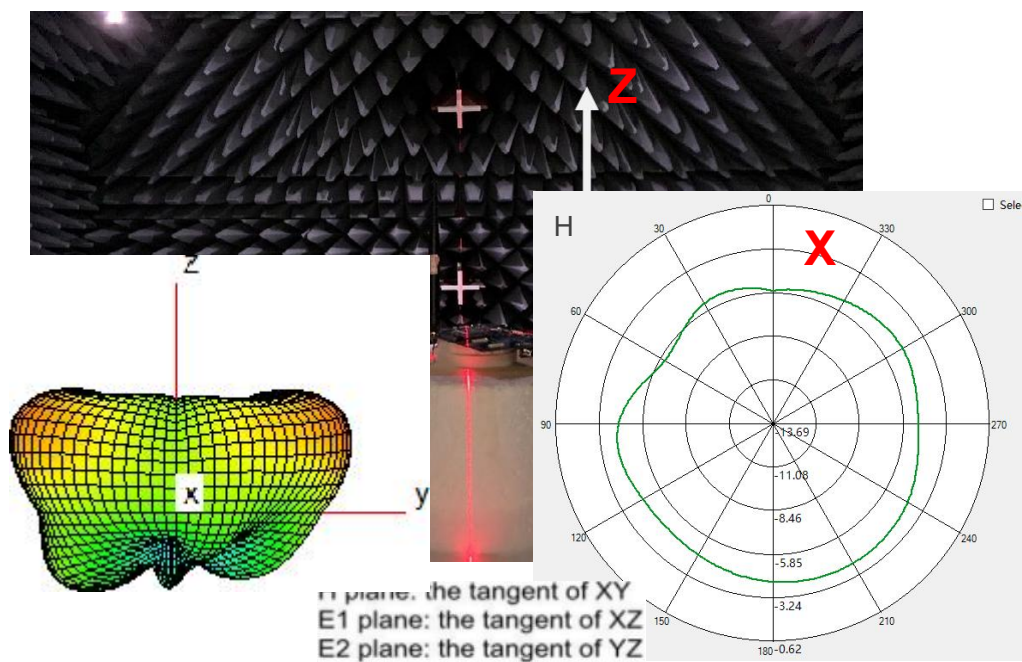 Z
H
Sele
X
0
30
330
60
300
90
270
120
240
150
210
180
-13.69
-11.08
-8.46
-5.85
-3.24
-0.62
z
x
y
H plane: the tangent of XY
E1 plane: the tangent of XZ
E2 plane: the tangent of YZ